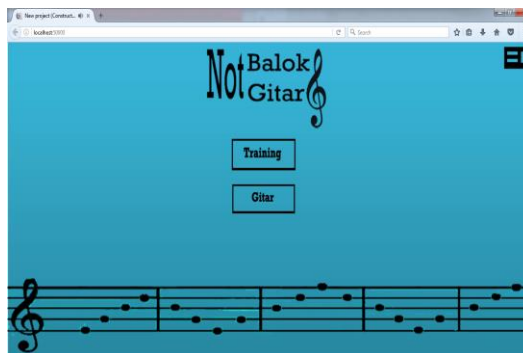 New project (Construct...
localhost:50000
Search
Not Balok
Gitar
Training
Gitar